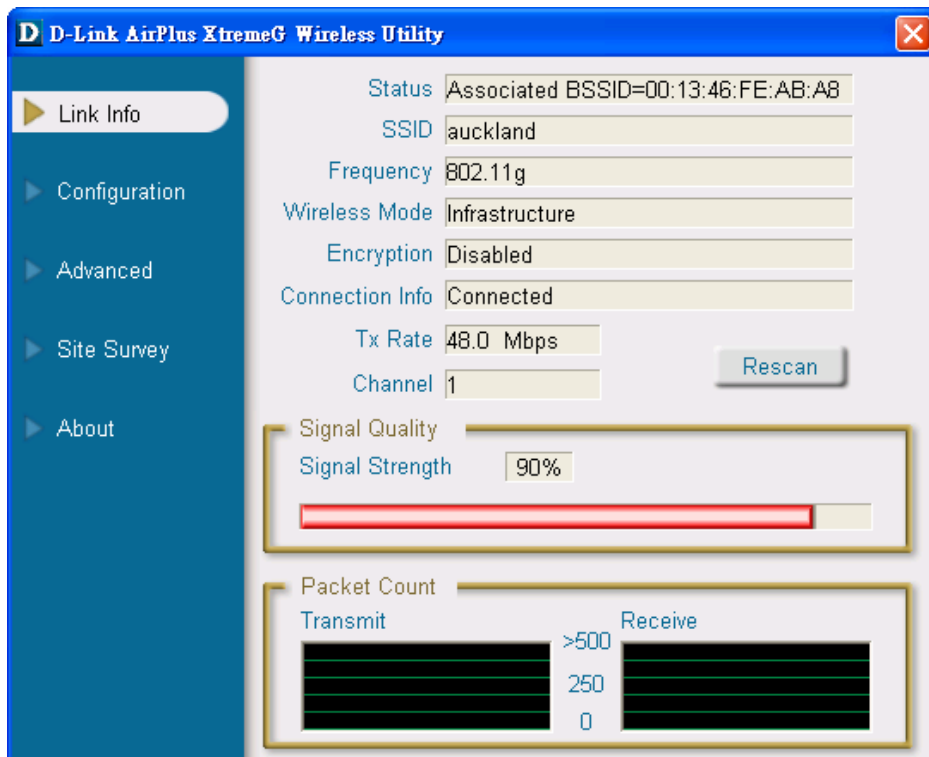 D D-Link AirPlus XtremeG Wireless Utility
Link Info
Configuration
Advanced
Site Survey
About
Status Associated BSSID=00:13:46:FE:AB:A8
SSID auckland
Frequency 802.11g
Wireless Mode Infrastructure
Encryption Disabled
Connection Info Connected
Tx Rate 48.0 Mbps
Channel 1
Rescan
Signal Quality
Signal Strength 90%
Packet Count
Transmit
>500
250
0
Receive